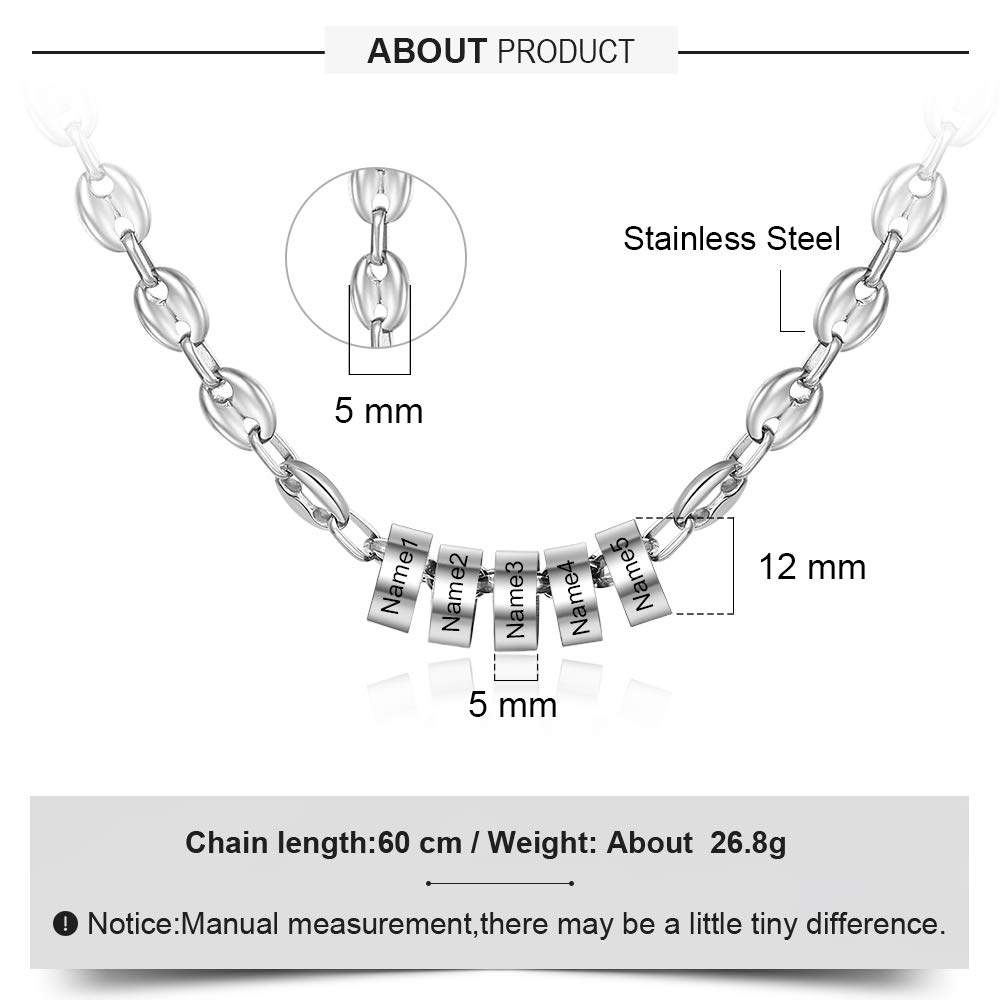 ABOUT PRODUCT
Stainless Steel
5 mm
Name1
Name2
Name3
Name4
Name5
12 mm
5 mm
Chain length:60 cm / Weight: About 26.8g
Notice:Manual measurement,there may be a little tiny difference.